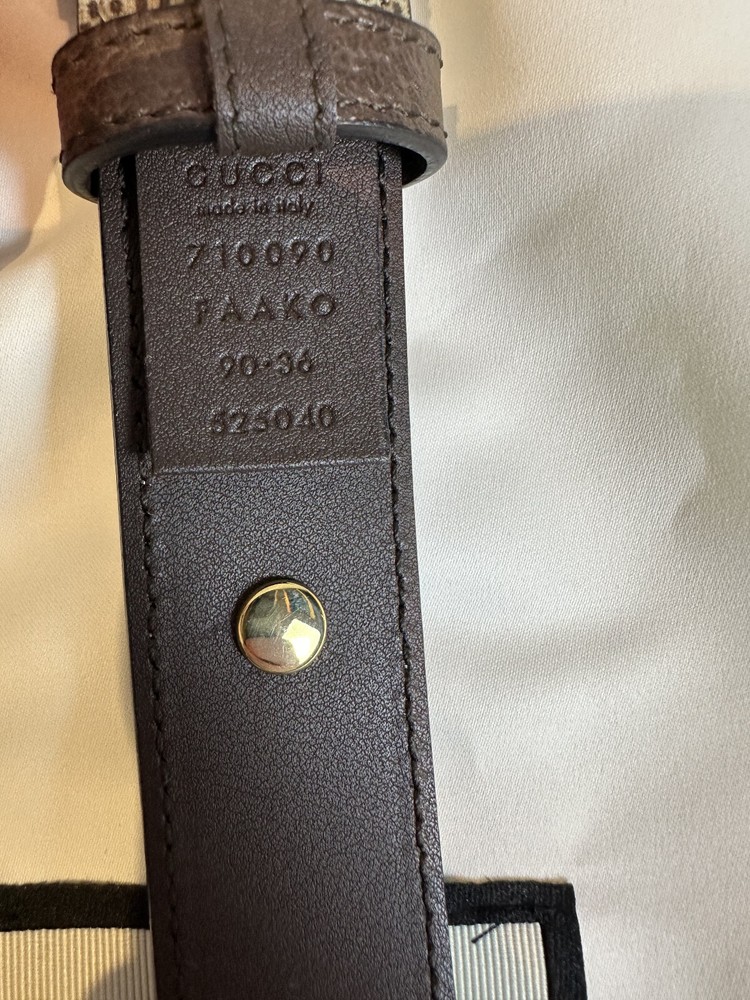 GUCCI
made in italy
710090
FAAKO
90·36
525040